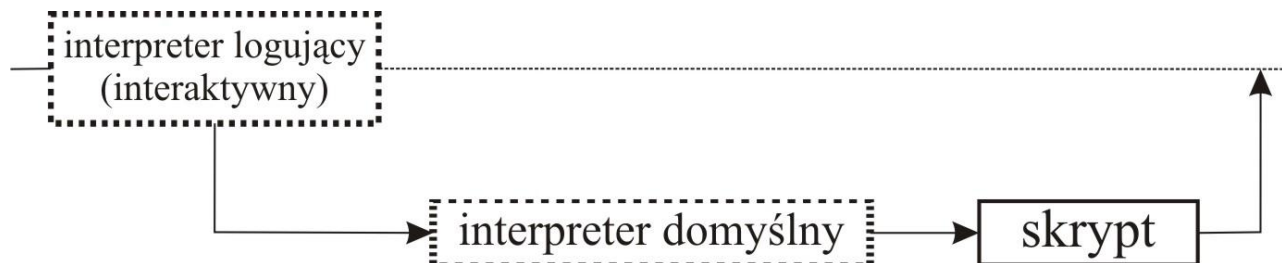 interpreter logujący
(interaktywny)
interpreter domyślny
skrypt